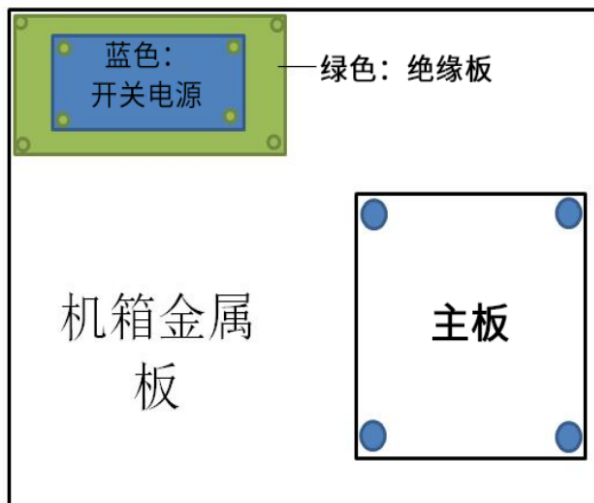 蓝色：
开关电源
绿色：绝缘板
机箱金属
板
主板